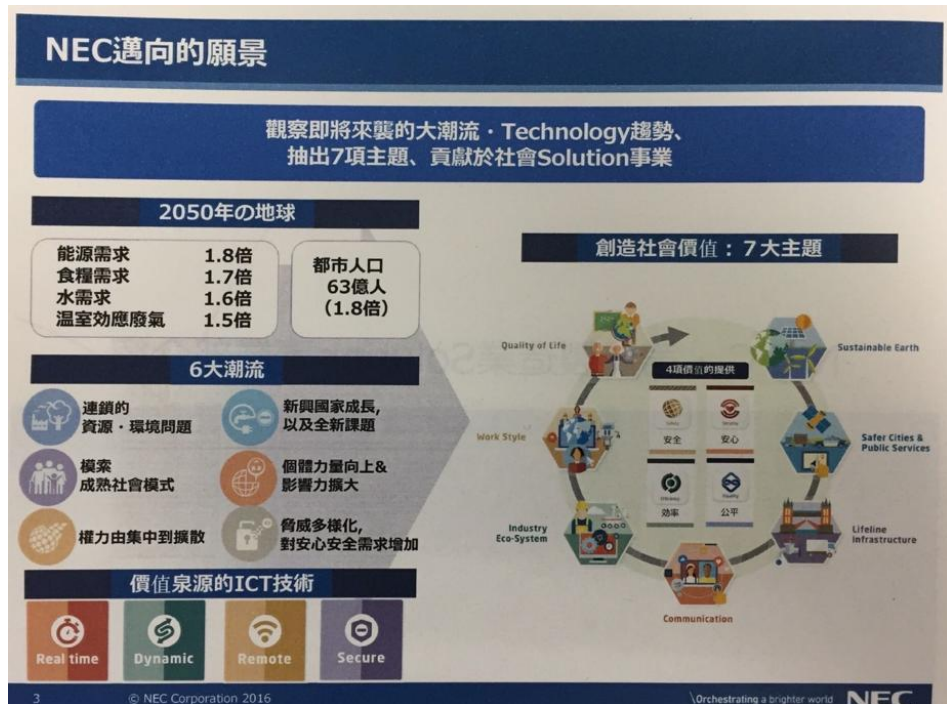 NEC邁向的願景
觀察即將來襲的大潮流・Technology趨勢、
抽出7項主題、貢獻於社會Solution事業
2050年の地球
能源需求 1.8倍
食糧需求 1.7倍
水需求 1.6倍
温室効應廢氣 1.5倍
都市人口
63億人
(1.8倍)
6大潮流
連鎖的
資源・環境問題
新興國家成長,
以及全新課題
模索
成熟社會模式
個體力量向上&
影響力擴大
權力由集中到擴散
脅威多樣化,
對安心安全需求增加
價值泉源的ICT技術
Real time
Dynamic
Remote
Secure
創造社會價值：7大主題
Quality of Life
Sustainable Earth
4項價值的提供
Safety
安全
Security
安心
Efficiency
効率
Equality
公平
Work Style
Safer Cities &
Public Services
Industry
Eco-System
Lifeline
Infrastructure
Communication
3
© NEC Corporation 2016
\Orchestrating a brighter world
NEC